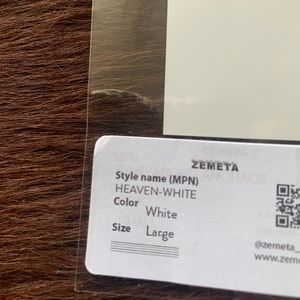 ZEMETA
Style name (MPN)
HEAVEN-WHITE
Color White
Size Large
@zemeta_
www.zeme